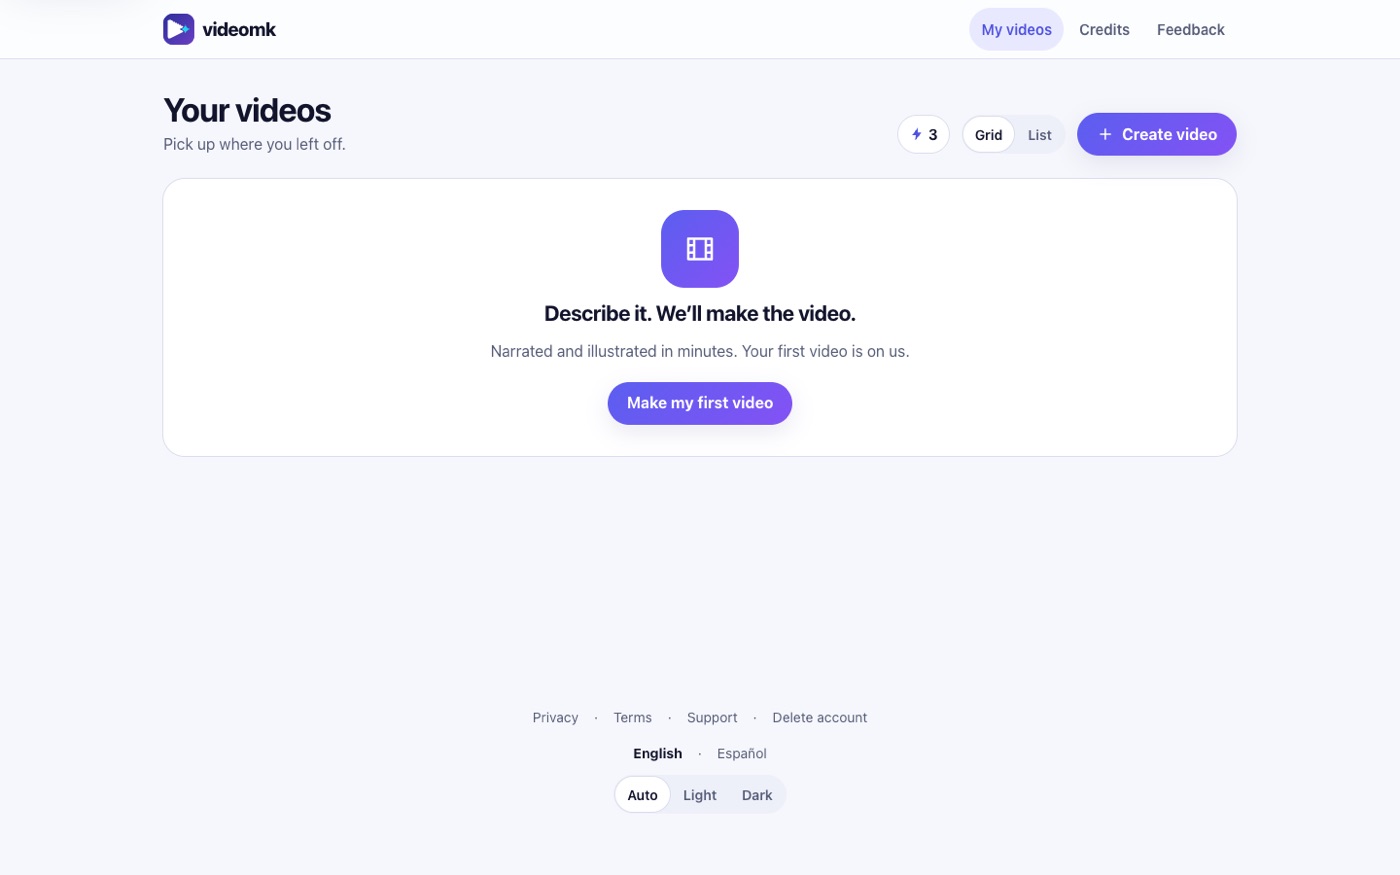 videomk
My videos
Credits
Feedback
Your videos
Pick up where you left off.
3
Grid
List
+ Create video
Describe it. We’ll make the video.
Narrated and illustrated in minutes. Your first video is on us.
Make my first video
Privacy · Terms · Support · Delete account
English · Español
Auto
Light
Dark